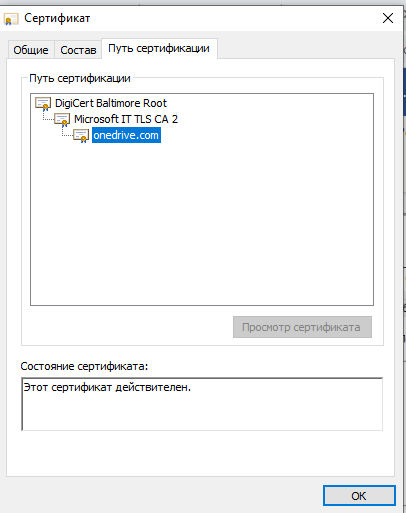 Сертификат
Общие Состав Путь сертификации
Путь сертификации
DigiCert Baltimore Root
Microsoft IT TLS CA 2
onedrive.com
Просмотр сертификата
Состояние сертификата:
Этот сертификат действителен.
ОК